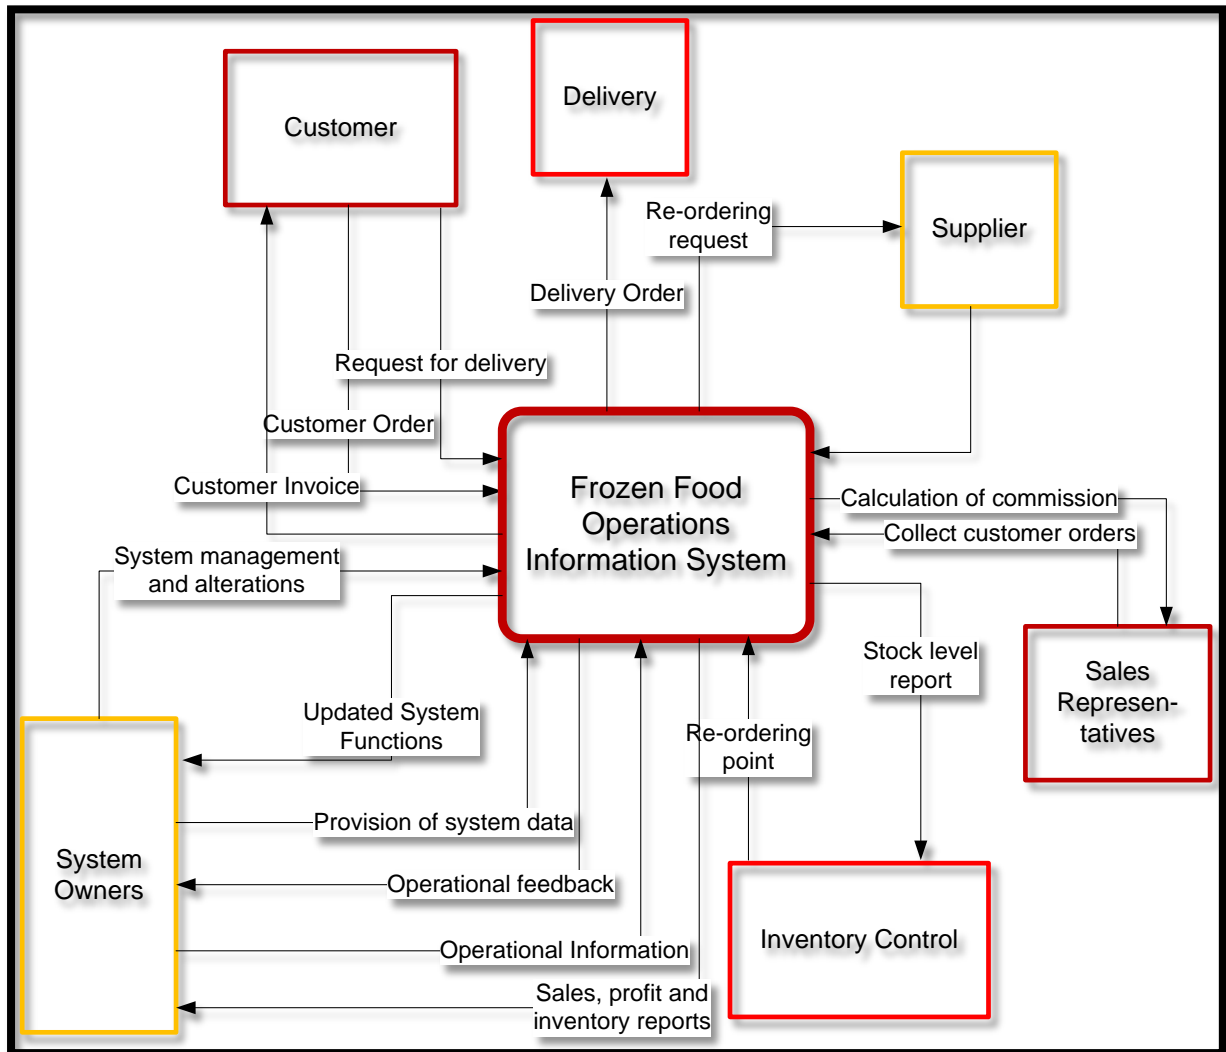 Delivery
Customer
Re-ordering
request
Supplier
Delivery Order
Request for delivery
Customer Order
Customer Invoice
Frozen Food
Operations
Information System
Calculation of commission
Collect customer orders
System management
and alterations
Stock level
report
Sales
Represen-
tatives
Updated System
Functions
Re-ordering
point
Provision of system data
System
Owners
Operational feedback
Operational Information
Inventory Control
Sales, profit and
inventory reports